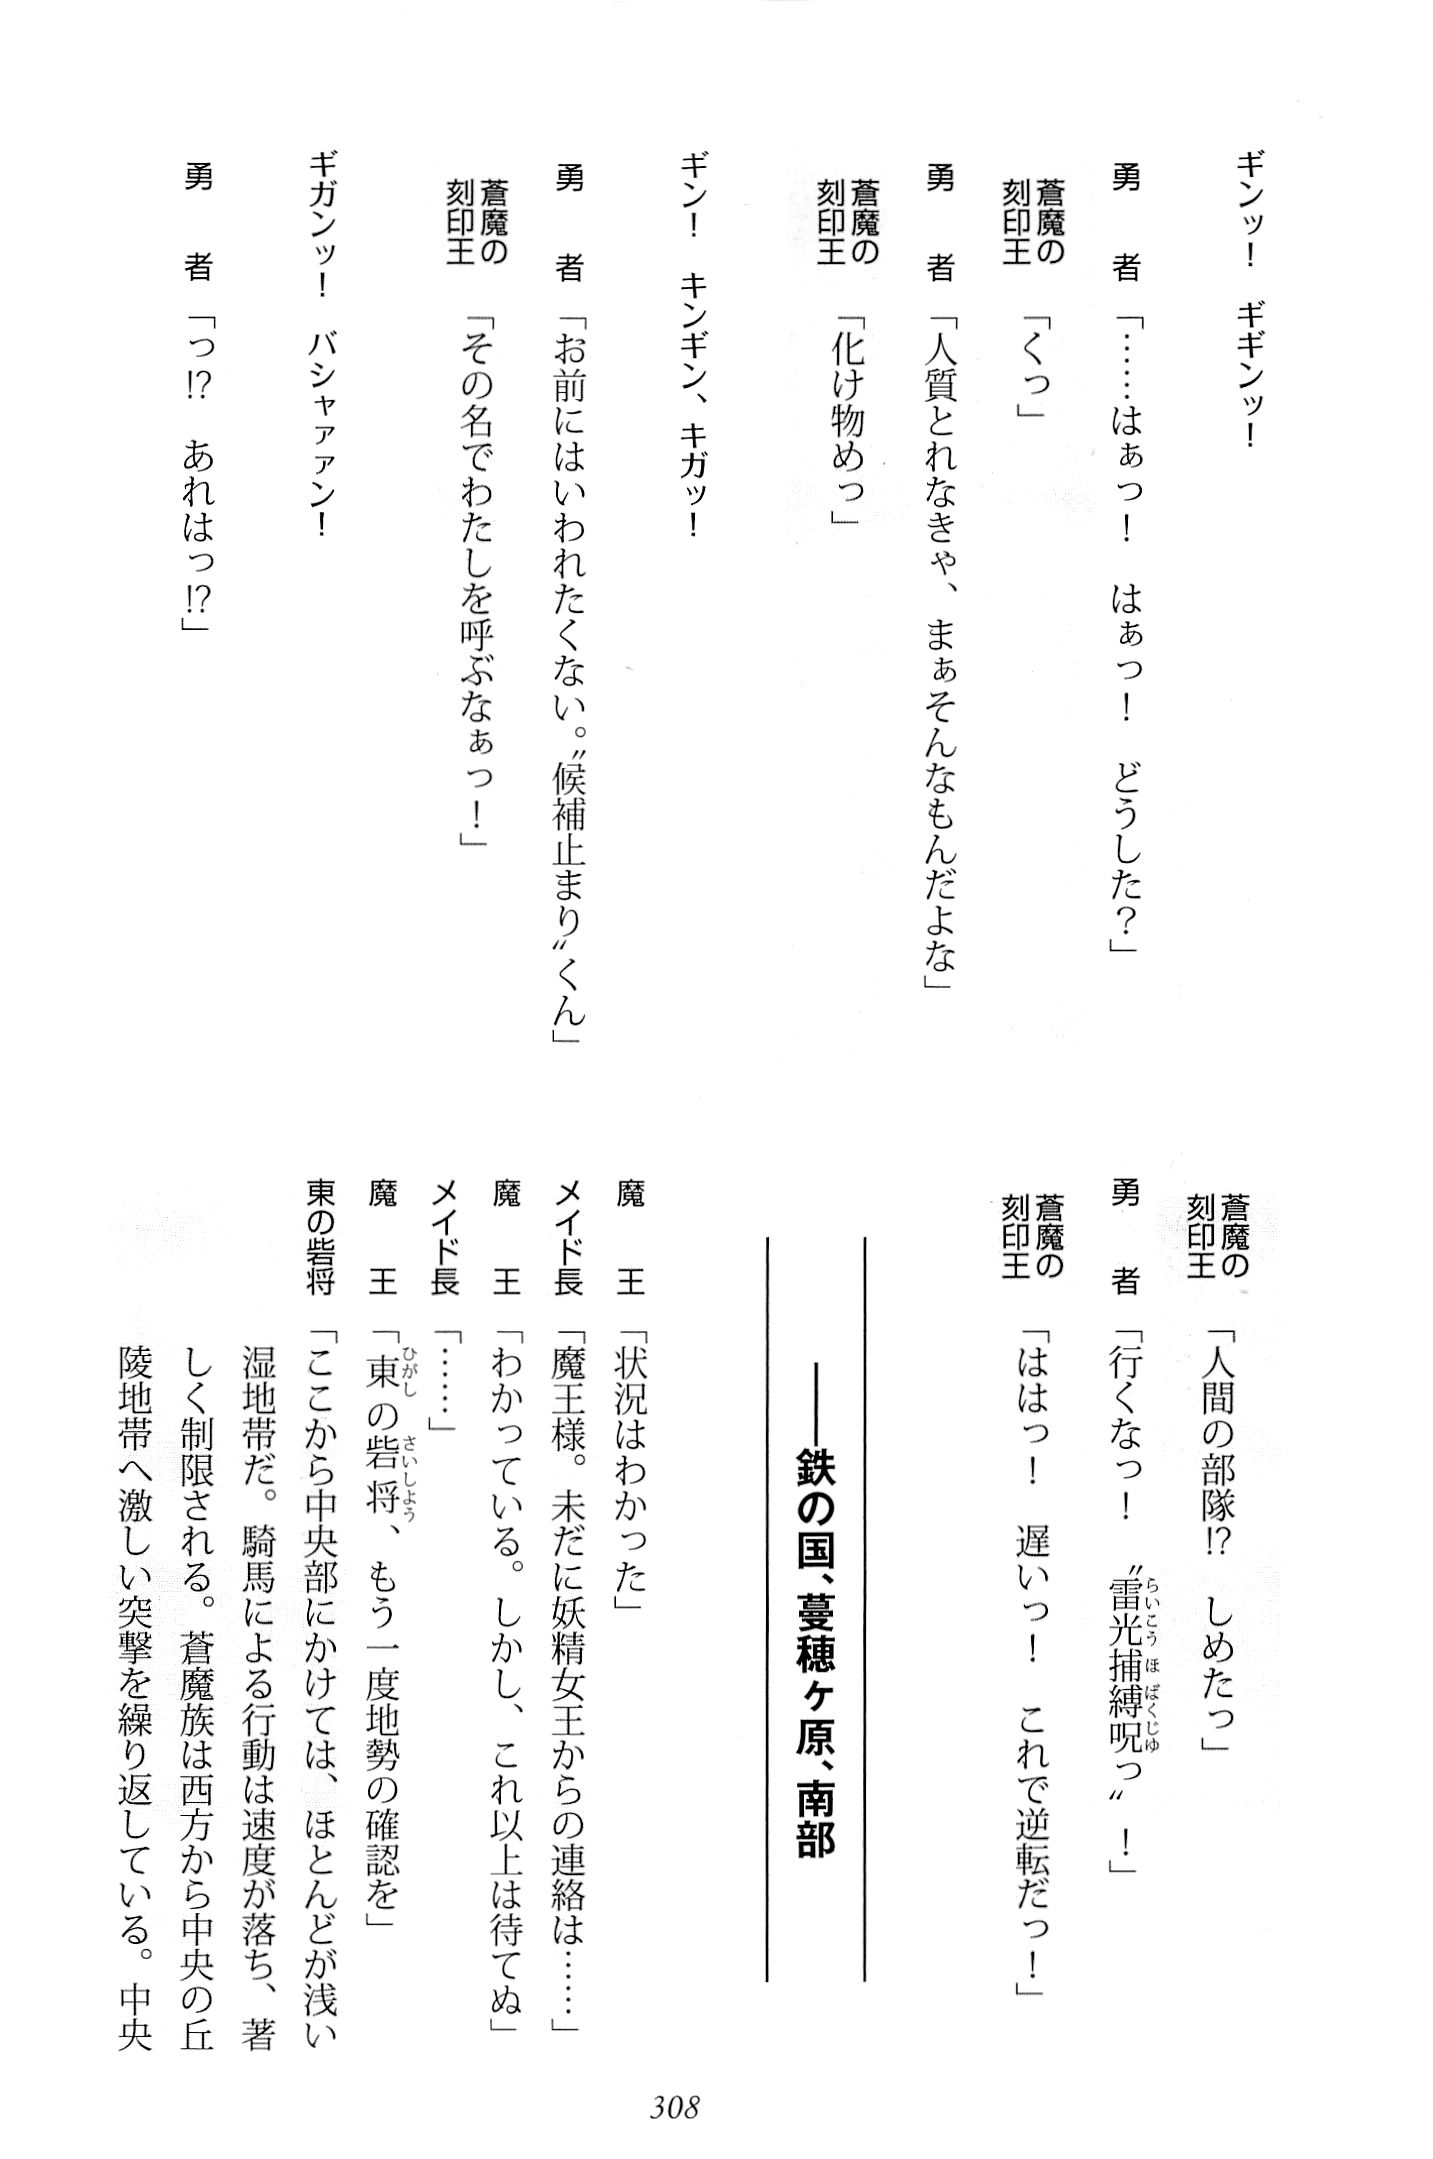 ギンッ！　ギギンッ！
勇者「……はぁっ！　はぁっ！　どうした？」
蒼魔の刻印王「くっ」
勇者「人質とれなきゃ、まぁそんなもんだよな」
蒼魔の刻印王「化け物めっ」
ギン！　キンギン、キガッ！
勇者「お前にはいわれたくない。〝候補止まり〟くん」
蒼魔の刻印王「その名でわたしを呼ぶなぁっ！」
ギガンッ！　バシャァァン！
勇者「っ!?　あれはっ!?」
蒼魔の刻印王「人間の部隊!?　しめたっ」
勇者「行くなっ！　〝雷光捕縛呪っ〟！」
蒼魔の刻印王「ははっ！　遅いっ！　これで逆転だっ！」
――鉄の国、蔓穂ヶ原、南部
魔王「状況はわかった」
メイド長「魔王様。未だに妖精女王からの連絡は……」
魔王「わかっている。しかし、これ以上は待てぬ」
メイド長「……」
魔王「東の砦将、もう一度地勢の確認を」
東の砦将「ここから中央部にかけては、ほとんどが浅い
湿地帯だ。騎馬による行動は速度が落ち、著
しく制限される。蒼魔族は西方から中央の丘
陵地帯へ激しい突撃を繰り返している。中央
308